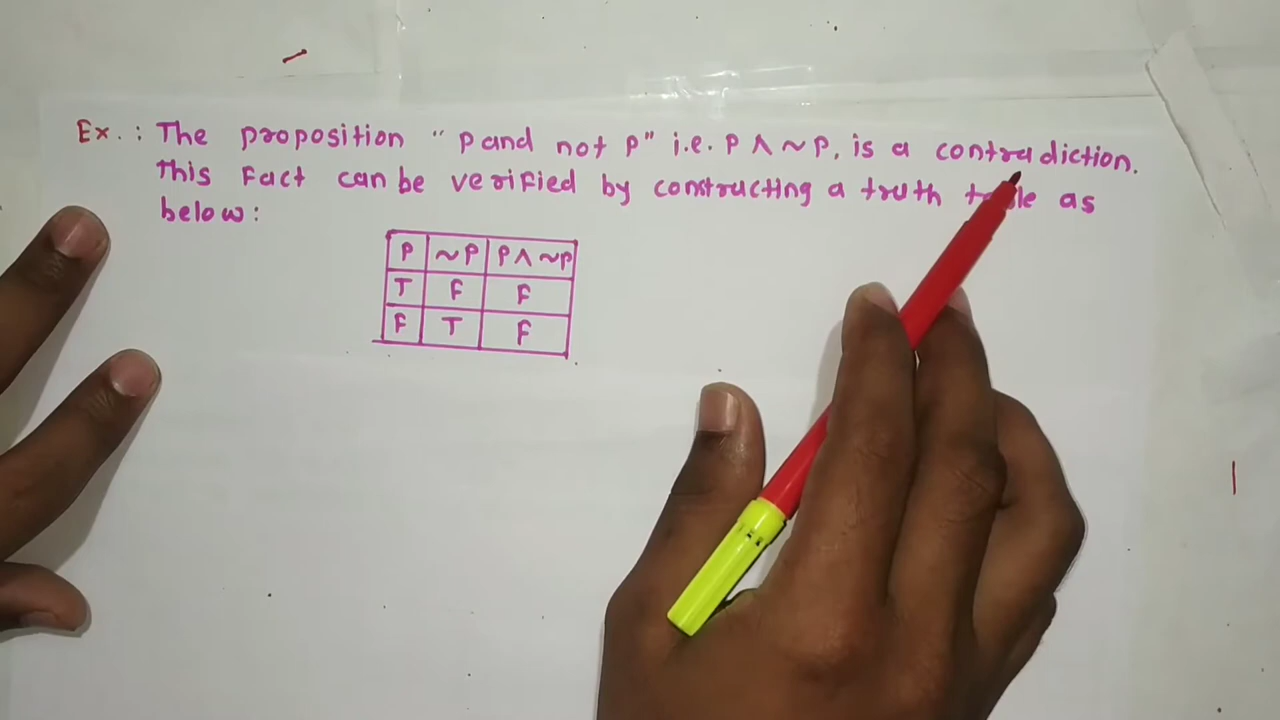 Ex.: The proposition "p and not p" i.e. P ∧ ~P, is a contradiction.
This Fact can be verified by constructing a truth table as
below:
P ~P P ∧ ~P
T F F
F T F